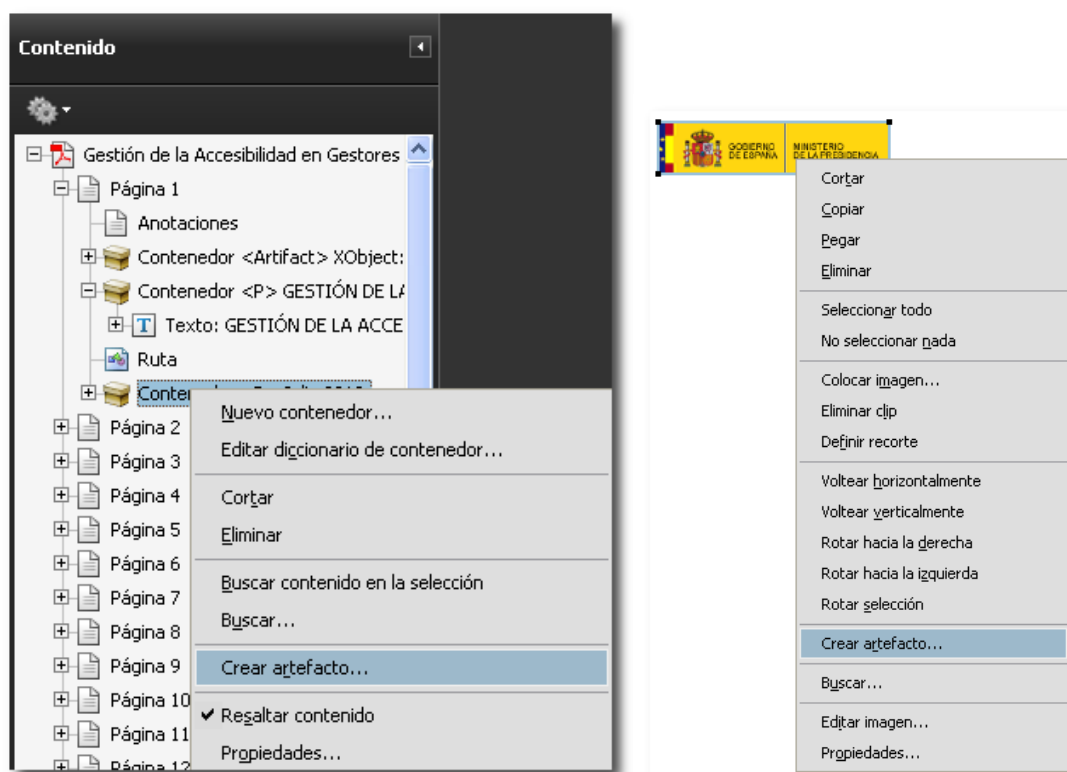 Contenido
Gestión de la Accesibilidad en Gestores
Página 1
Anotaciones
Contenedor <Artifact> XObject:
Contenedor <P> GESTIÓN DE LA
Texto: GESTIÓN DE LA ACCE
Ruta
Página 2
Página 3
Página 4
Página 5
Página 6
Página 7
Página 8
Página 9
Página 10
Página 11
Página 12
Nuevo contenedor...
Editar diccionario de contenedor...
Cortar
Eliminar
Buscar contenido en la selección
Buscar...
Crear artefacto...
Resaltar contenido
Propiedades...
GOBIERNO
DE ESPAÑA
MINISTERIO
DE LA PRESIDENCIA
Cortar
Copiar
Pegar
Eliminar
Seleccionar todo
No seleccionar nada
Colocar imagen...
Eliminar clip
Definir recorte
Voltear horizontalmente
Voltear verticalmente
Rotar hacia la derecha
Rotar hacia la izquierda
Rotar selección
Crear artefacto...
Buscar...
Editar imagen...
Propiedades...